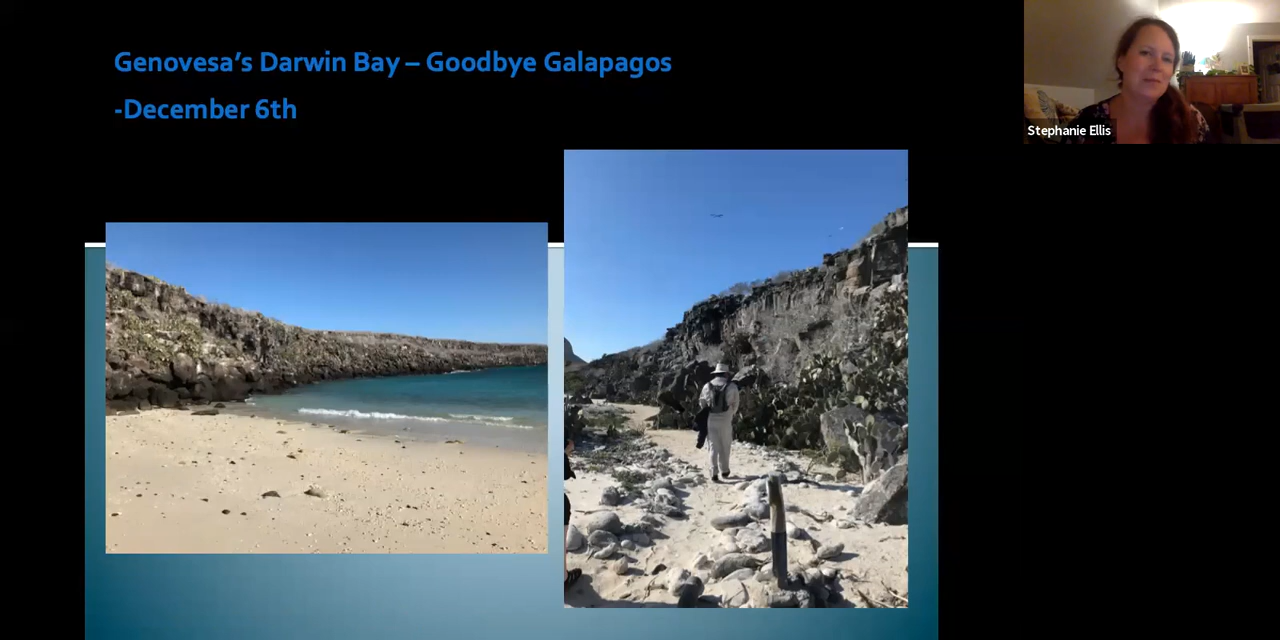 Genovesa's Darwin Bay – Goodbye Galapagos
-December 6th
Stephanie Ellis